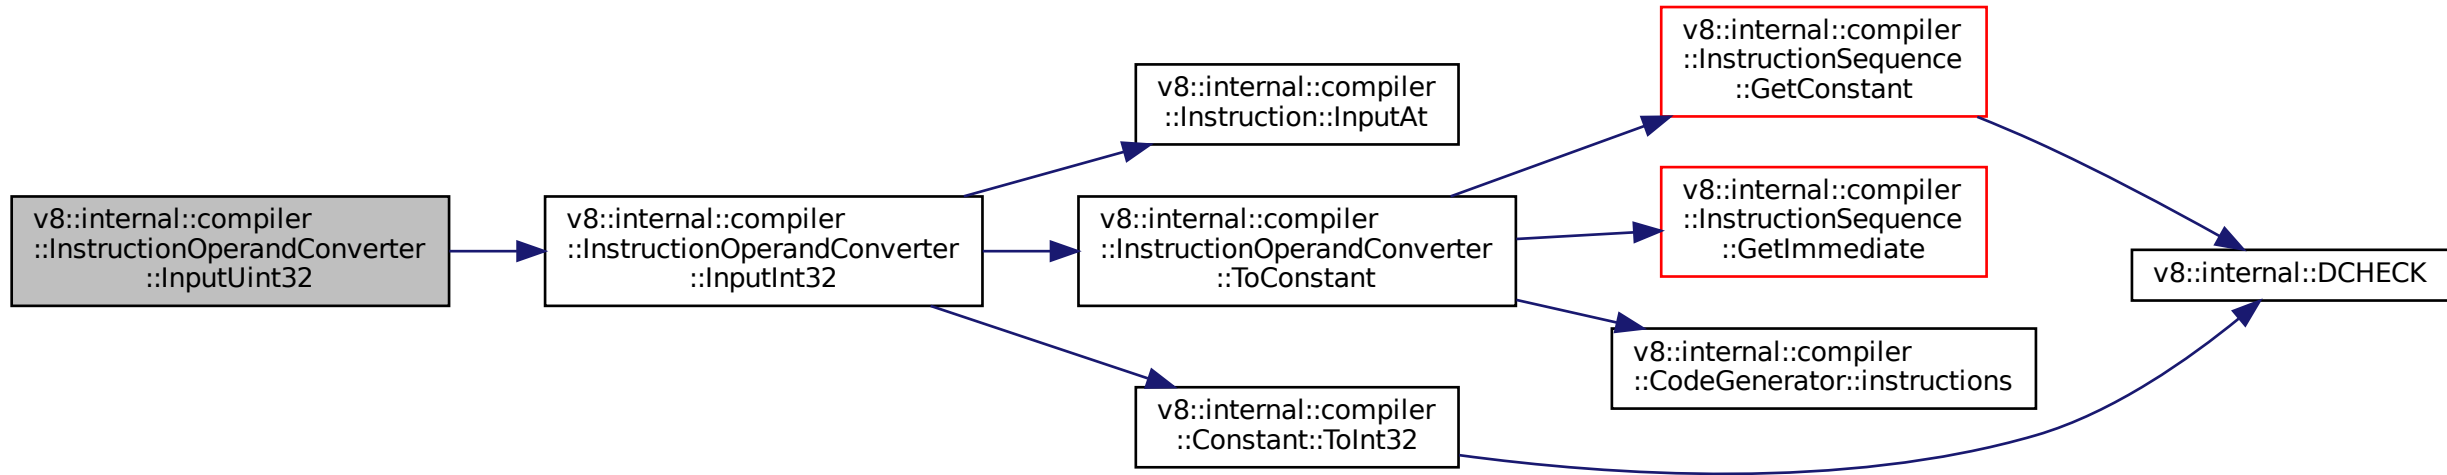 v8::internal::compiler
::InstructionOperandConverter
::InputUint32
v8::internal::compiler
::InstructionOperandConverter
::InputInt32
v8::internal::compiler
::Instruction::InputAt
v8::internal::compiler
::InstructionOperandConverter
::ToConstant
v8::internal::compiler
::Constant::ToInt32
v8::internal::compiler
::InstructionSequence
::GetConstant
v8::internal::compiler
::InstructionSequence
::GetImmediate
v8::internal::compiler
::CodeGenerator::instructions
v8::internal::DCHECK